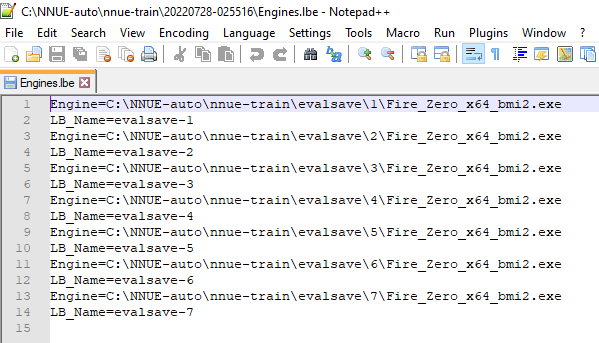 C:\NNUE-auto\nnue-train\20220728-025516\Engines.lbe - Notepad++
File Edit Search View Encoding Language Settings Tools Macro Run Plugins Window ?
Engines.lbe
1 Engine=C:\NNUE-auto\nnue-train\evalsave\1\Fire_Zero_x64_bmi2.exe
2 LB_Name=evalsave-1
3 Engine=C:\NNUE-auto\nnue-train\evalsave\2\Fire_Zero_x64_bmi2.exe
4 LB_Name=evalsave-2
5 Engine=C:\NNUE-auto\nnue-train\evalsave\3\Fire_Zero_x64_bmi2.exe
6 LB_Name=evalsave-3
7 Engine=C:\NNUE-auto\nnue-train\evalsave\4\Fire_Zero_x64_bmi2.exe
8 LB_Name=evalsave-4
9 Engine=C:\NNUE-auto\nnue-train\evalsave\5\Fire_Zero_x64_bmi2.exe
10 LB_Name=evalsave-5
11 Engine=C:\NNUE-auto\nnue-train\evalsave\6\Fire_Zero_x64_bmi2.exe
12 LB_Name=evalsave-6
13 Engine=C:\NNUE-auto\nnue-train\evalsave\7\Fire_Zero_x64_bmi2.exe
14 LB_Name=evalsave-7
15